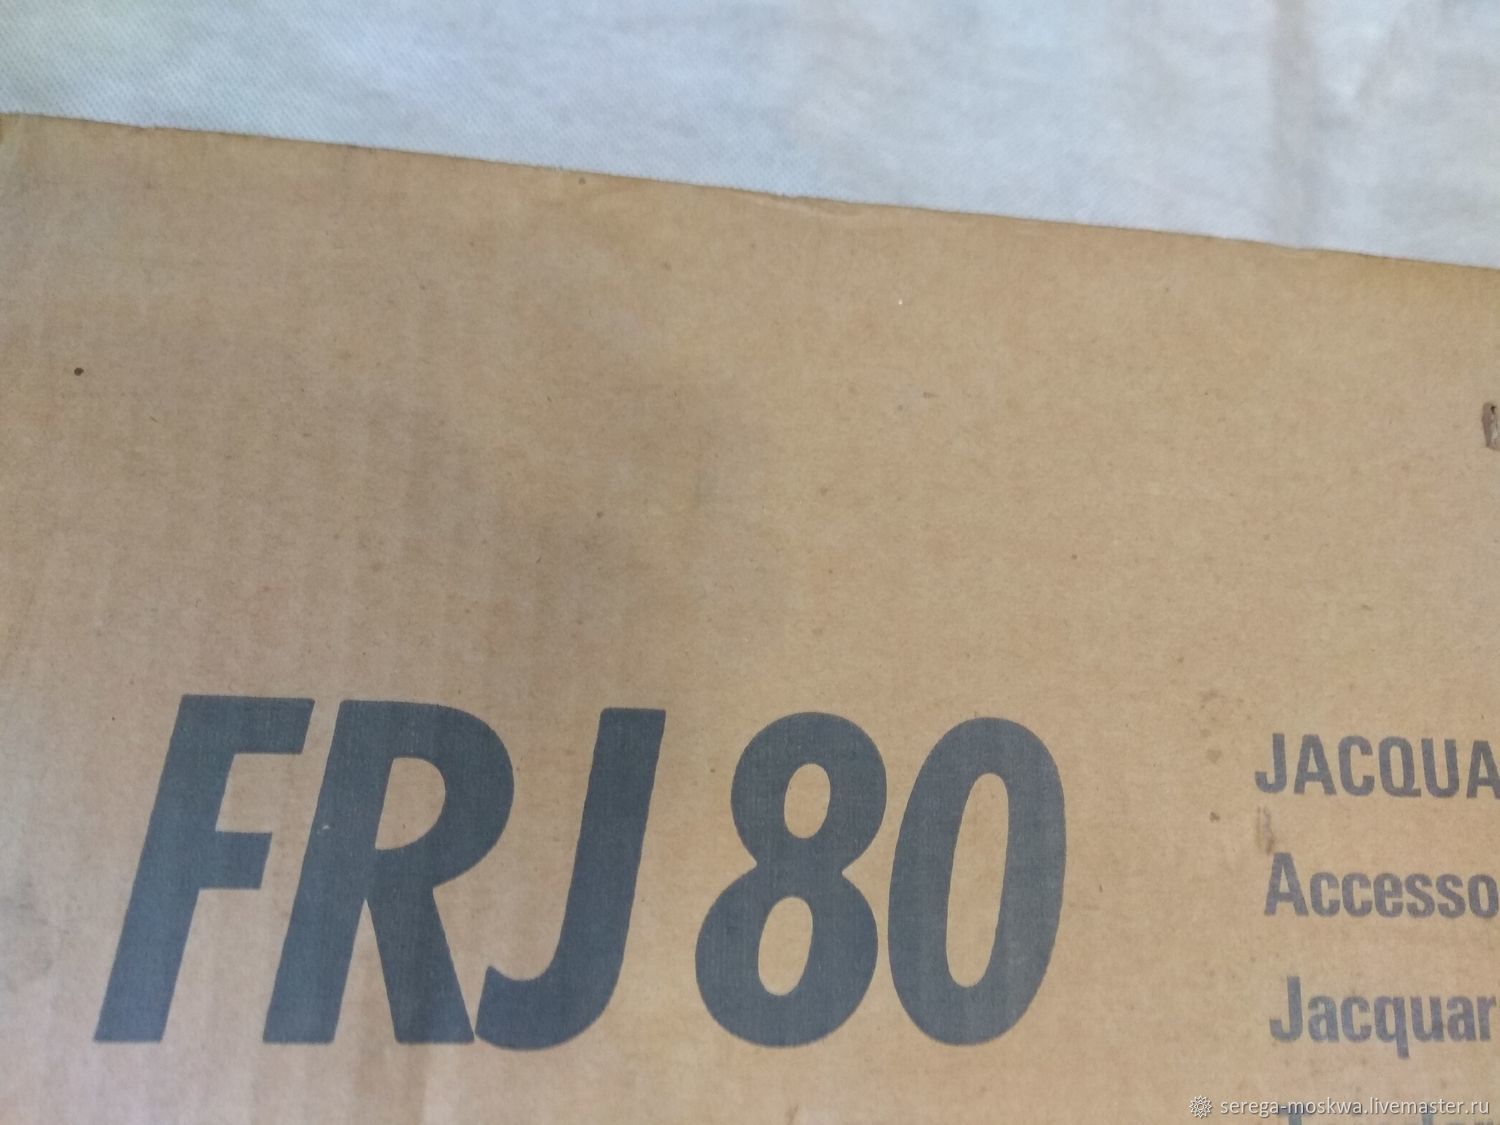 FRJ 80
JACQUA
Accesso
Jacquar
serega-moskwa.livemaster.ru